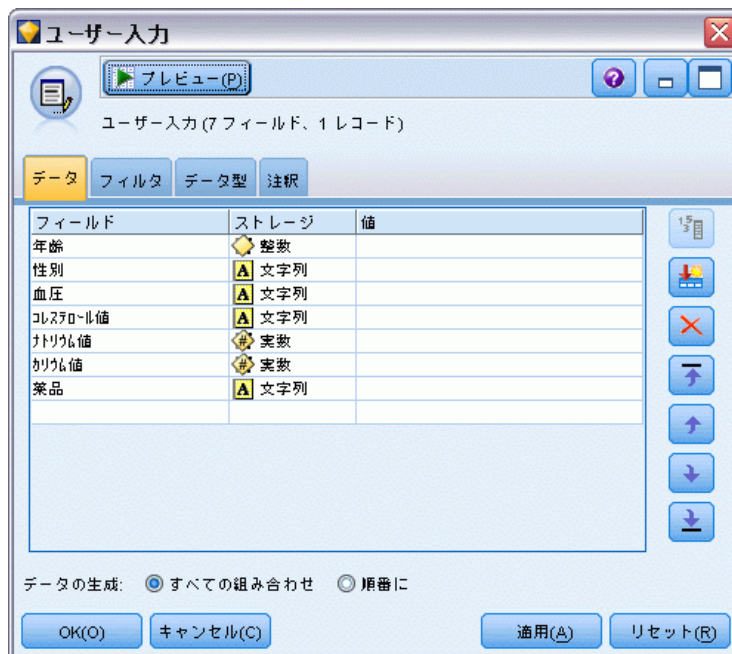 ユーザー入力
プレビュー(P)
ユーザー入力(7 フィールド、1 レコード)
データ フィルタ データ型 注釈
フィールド ストレージ 値
年齢 整数
性別 A 文字列
血圧 A 文字列
ｺﾚｽﾃﾛｰﾙ値 A 文字列
ﾅﾄﾘｳﾑ値 # 実数
ｶﾘｳﾑ値 # 実数
薬品 A 文字列
データの生成: すべての組み合わせ 順番に
OK(O) キャンセル(C) 適用(A) リセット(R)